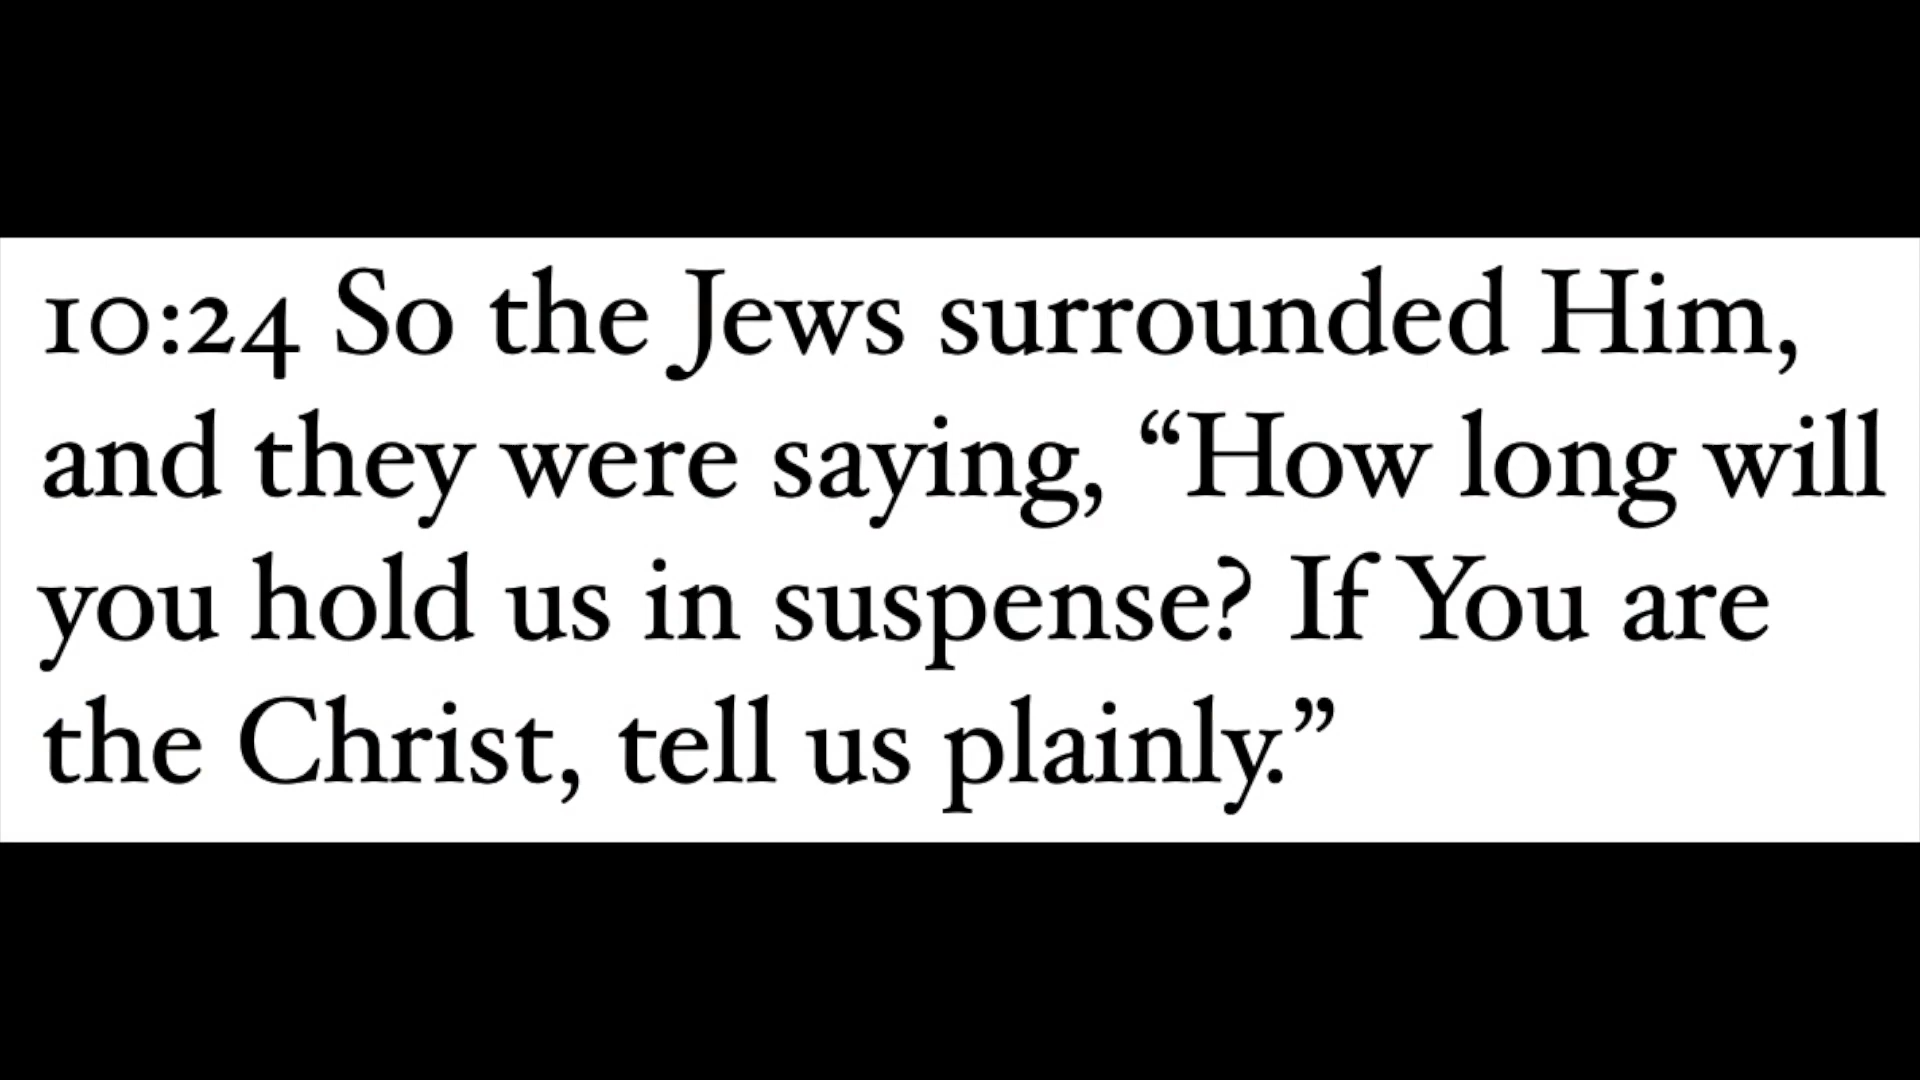 10:24 So the Jews surrounded Him,
and they were saying, “How long will
you hold us in suspense? If You are
the Christ, tell us plainly.”